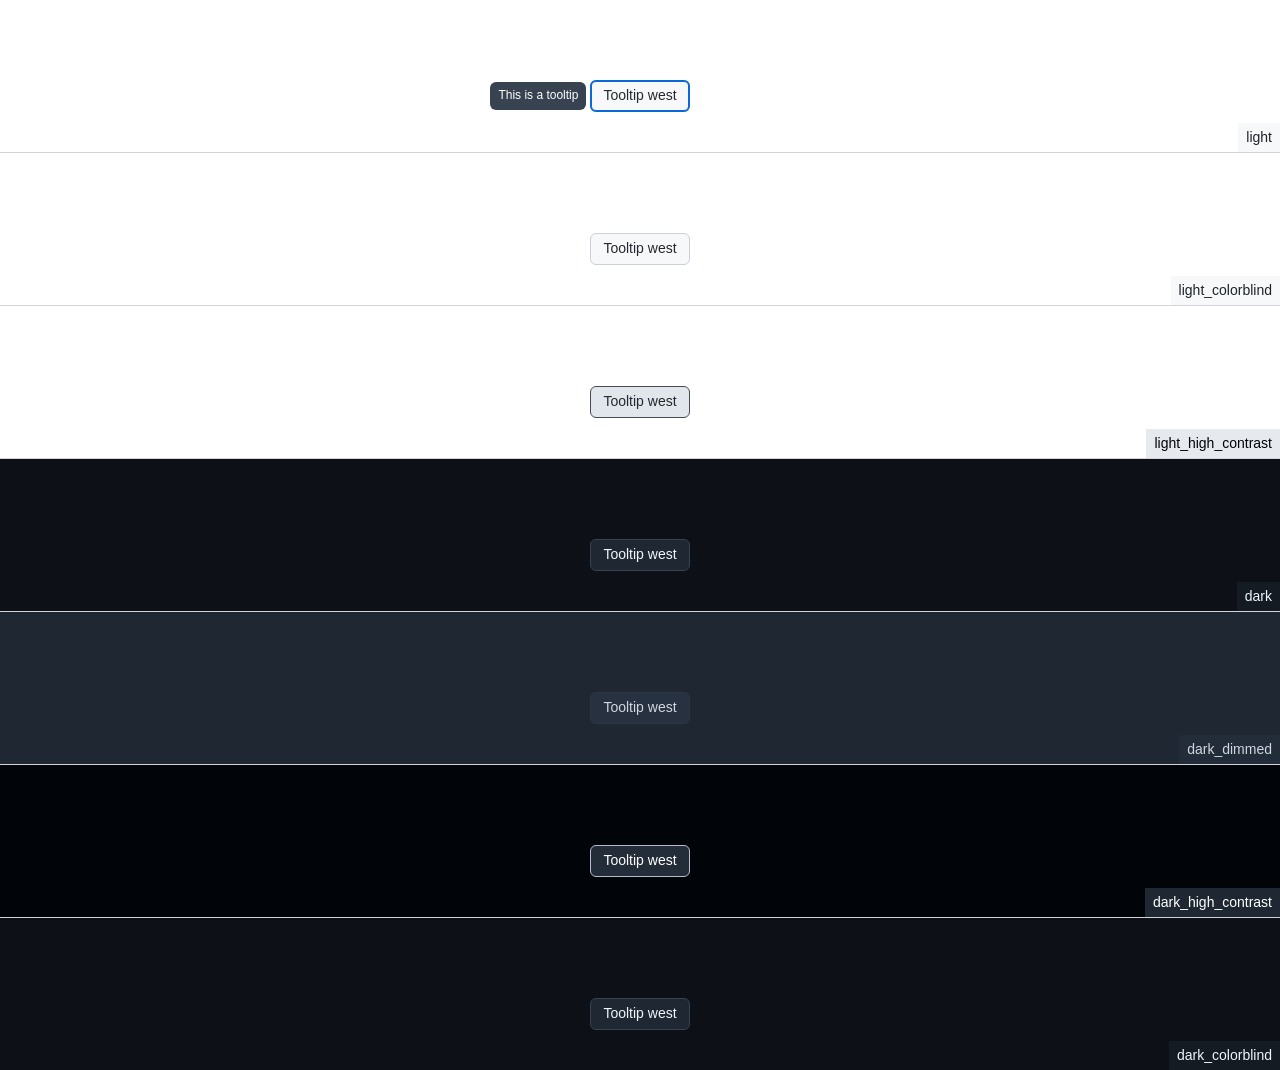 This is a tooltip Tooltip west
light
Tooltip west
light_colorblind
Tooltip west
light_high_contrast
Tooltip west
dark
Tooltip west
dark_dimmed
Tooltip west
dark_high_contrast
Tooltip west
dark_colorblind